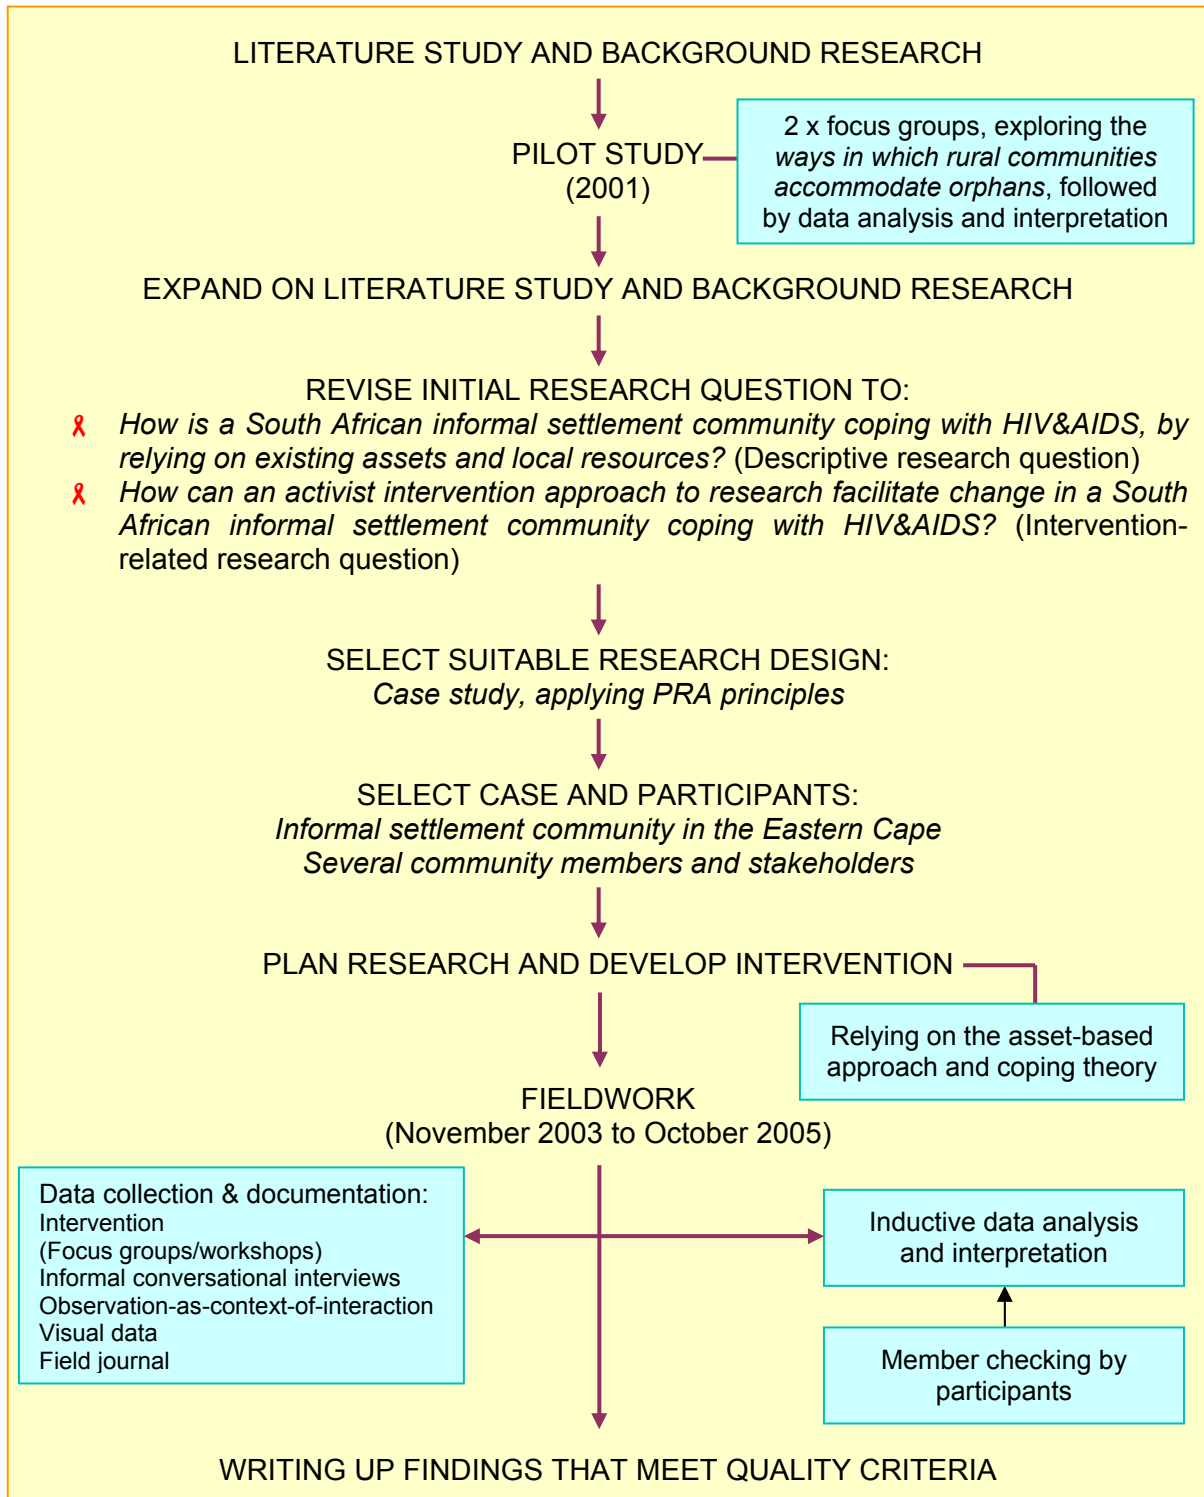 LITERATURE STUDY AND BACKGROUND RESEARCH
PILOT STUDY
(2001)
2 x focus groups, exploring the
ways in which rural communities
accommodate orphans, followed
by data analysis and interpretation
EXPAND ON LITERATURE STUDY AND BACKGROUND RESEARCH
REVISE INITIAL RESEARCH QUESTION TO:
How is a South African informal settlement community coping with HIV&AIDS, by
relying on existing assets and local resources? (Descriptive research question)
How can an activist intervention approach to research facilitate change in a South
African informal settlement community coping with HIV&AIDS? (Intervention-
related research question)
SELECT SUITABLE RESEARCH DESIGN:
Case study, applying PRA principles
SELECT CASE AND PARTICIPANTS:
Informal settlement community in the Eastern Cape
Several community members and stakeholders
PLAN RESEARCH AND DEVELOP INTERVENTION
Relying on the asset-based
approach and coping theory
FIELDWORK
(November 2003 to October 2005)
Data collection & documentation:
Intervention
(Focus groups/workshops)
Informal conversational interviews
Observation-as-context-of-interaction
Visual data
Field journal
Inductive data analysis
and interpretation
Member checking by
participants
WRITING UP FINDINGS THAT MEET QUALITY CRITERIA